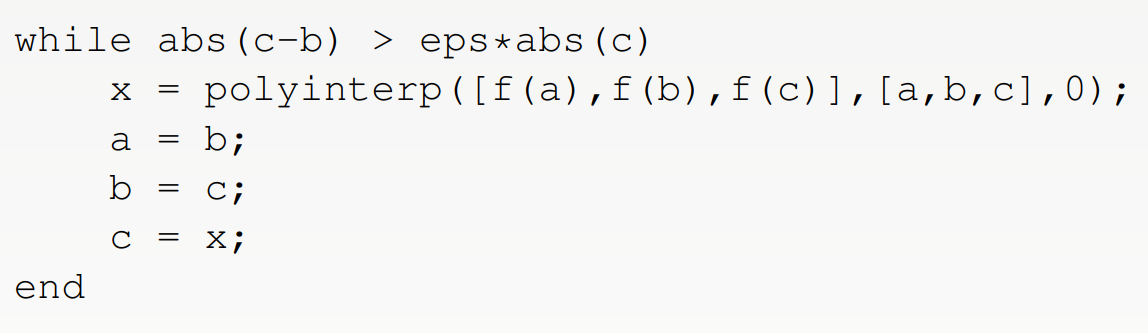 while abs(c-b) > eps*abs(c)
x = polyinterp([f(a),f(b),f(c)],[a,b,c],0);
a = b;
b = c;
c = x;
end